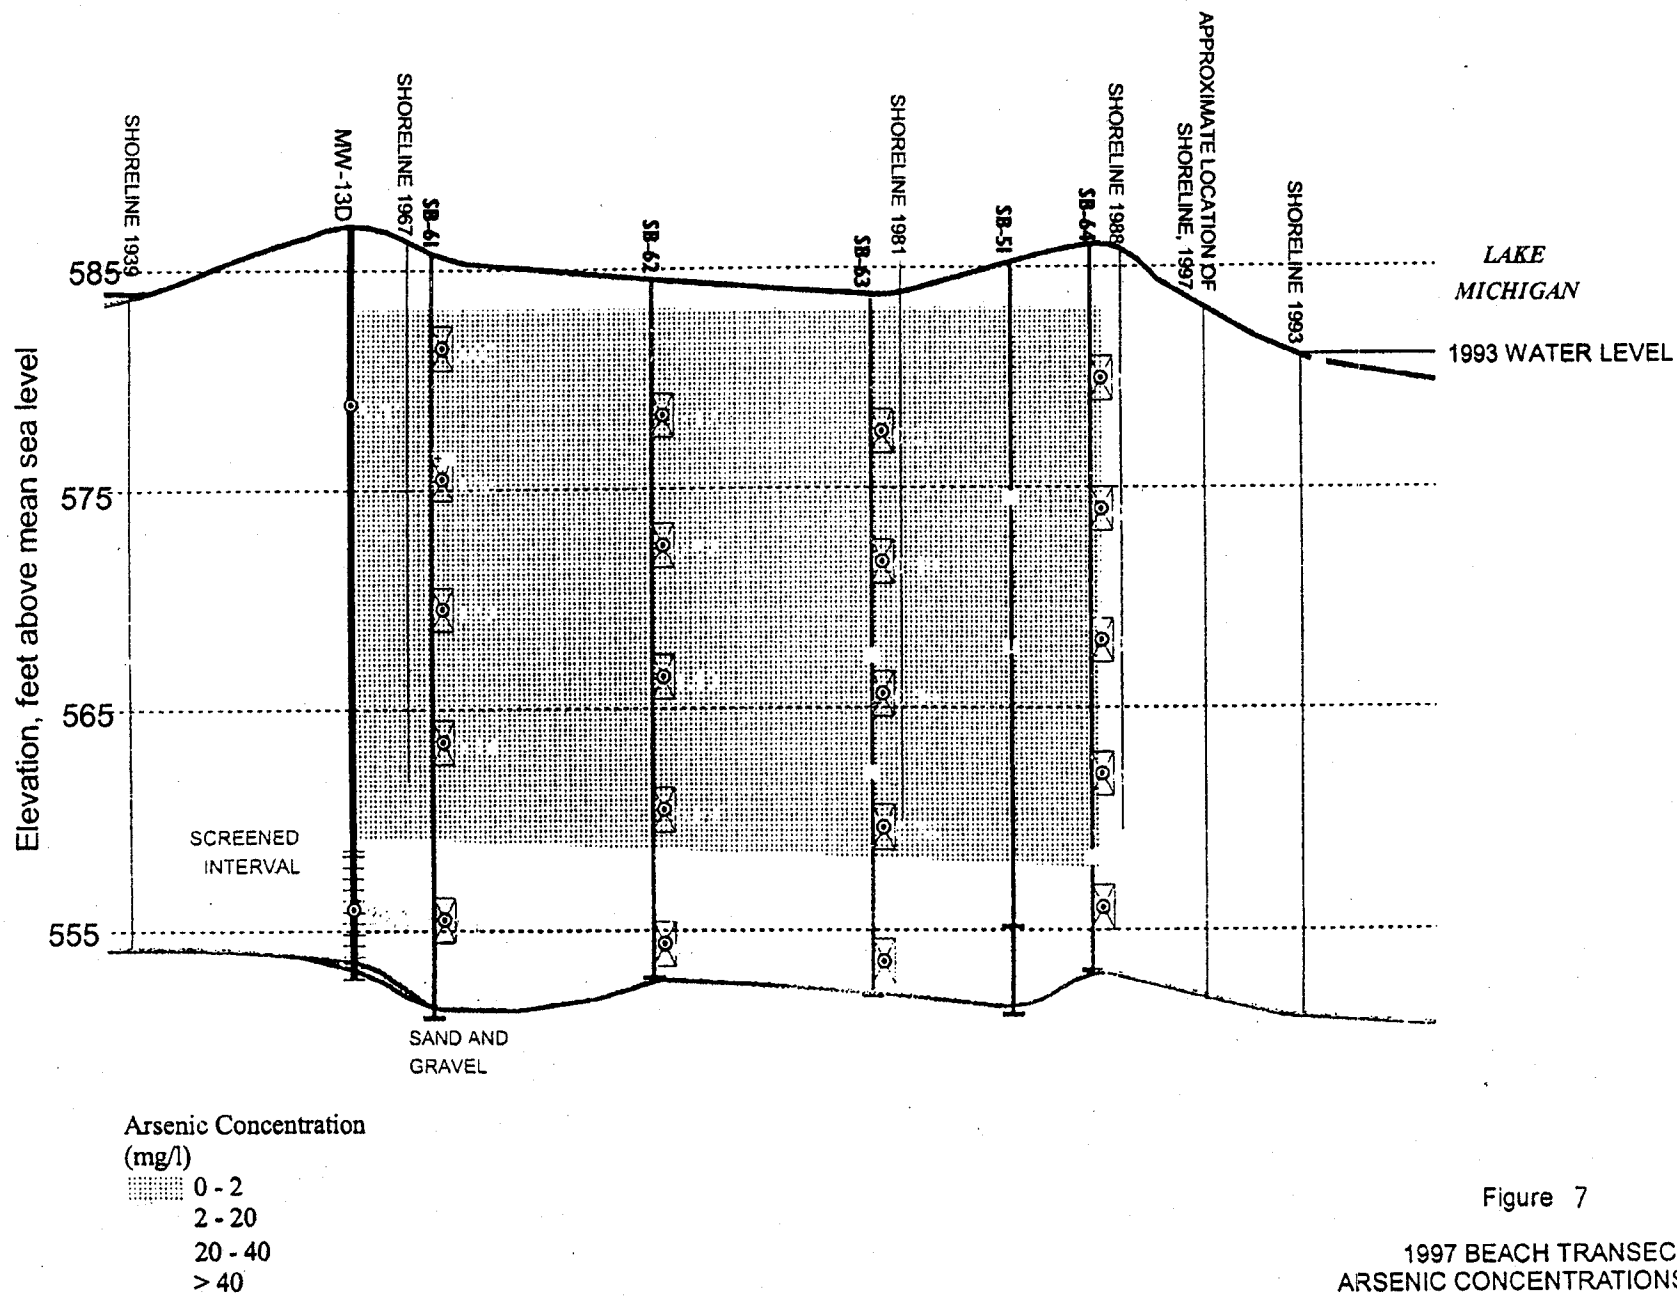 SHORELINE 1939
MW-13D
SHORELINE 1967
SB-61
SB-62
SB-63
SHORELINE 1981
SB-51
SB-64
SHORELINE 1988
APPROXIMATE LOCATION OF
SHORELINE, 1997
SHORELINE 1993
LAKE
MICHIGAN
1993 WATER LEVEL
Elevation, feet above mean sea level
585
575
565
555
SCREENED
INTERVAL
SAND AND
GRAVEL
Arsenic Concentration
(mg/l)
0 - 2
2 - 20
20 - 40
> 40
Figure 7
1997 BEACH TRANSEC
ARSENIC CONCENTRATIONS